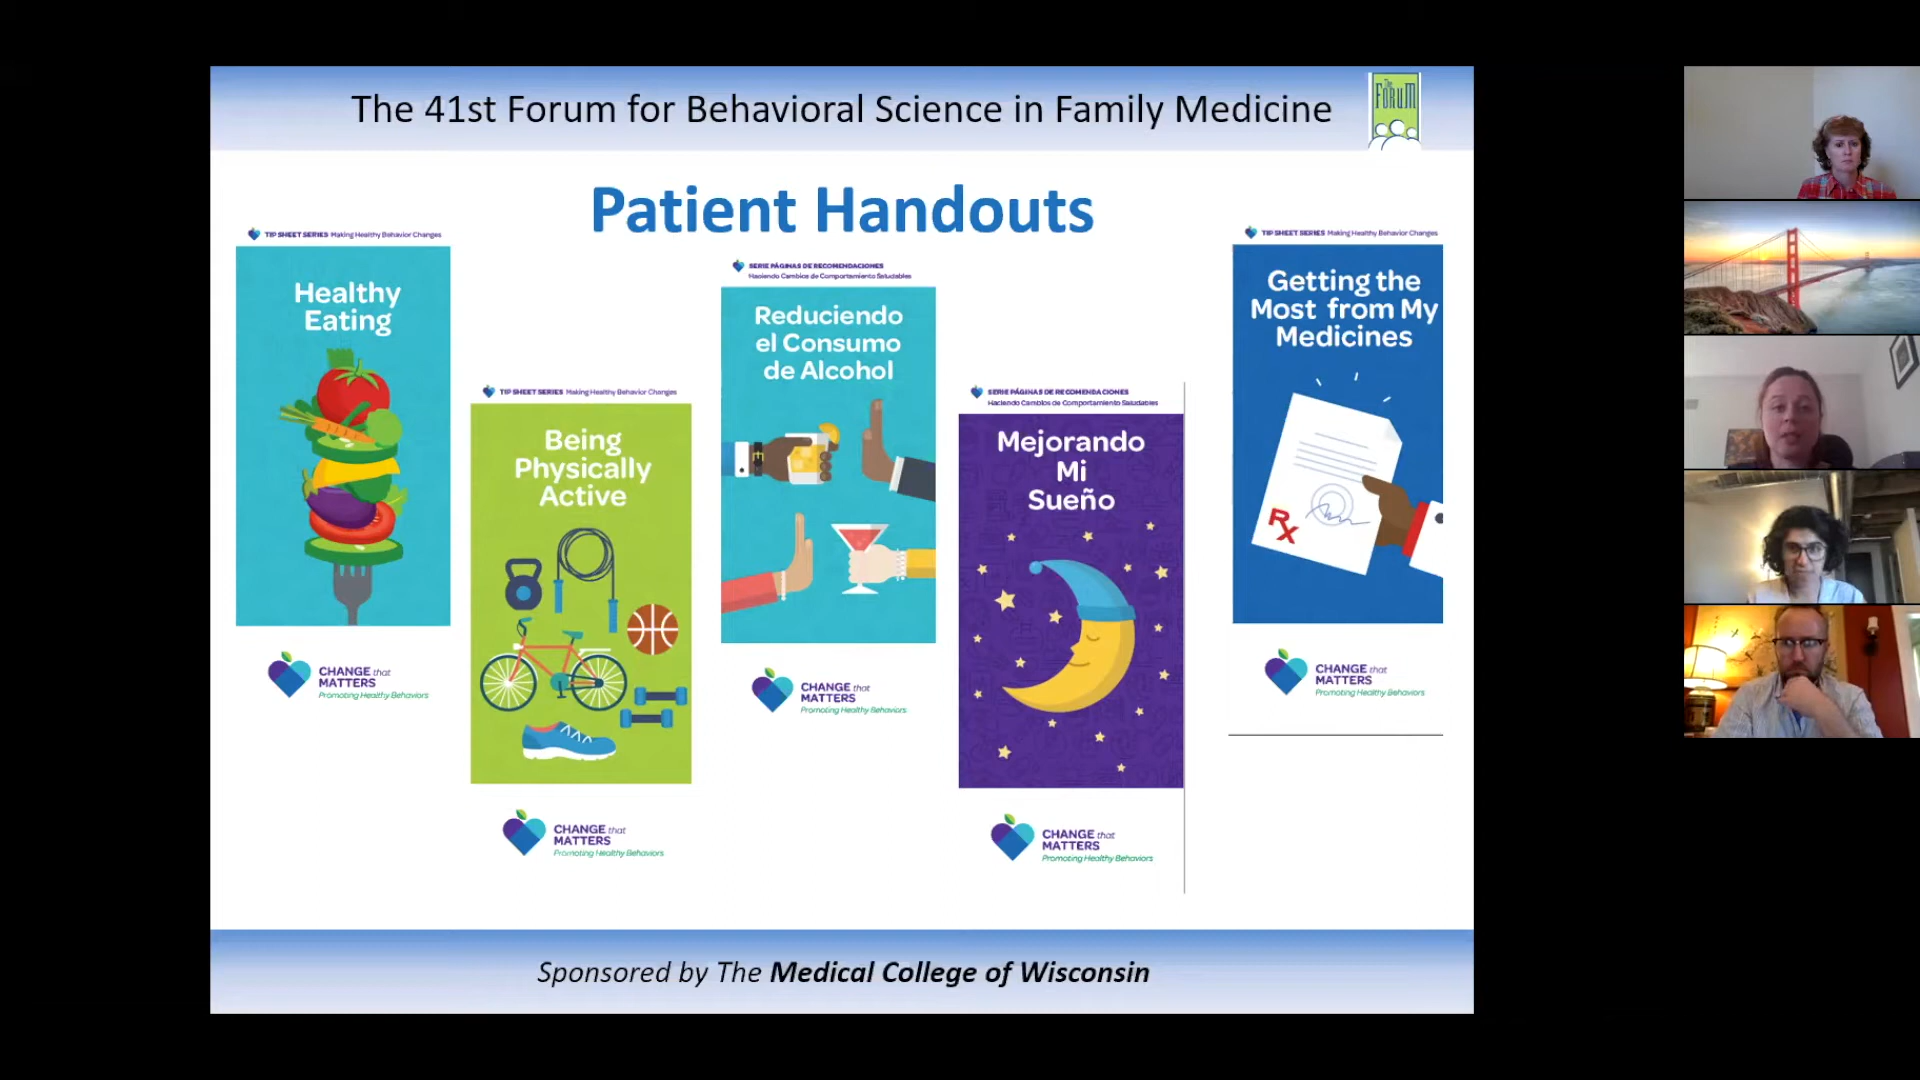 The 41st Forum for Behavioral Science in Family Medicine
The
FORUM
Patient Handouts
TIP SHEET SERIES Making Healthy Behavior Changes
Healthy
Eating
CHANGE that
MATTERS
Promoting Healthy Behaviors
TIP SHEET SERIES Making Healthy Behavior Changes
Being
Physically
Active
CHANGE that
MATTERS
Promoting Healthy Behaviors
SERIE PÁGINAS DE RECOMENDACIONES
Haciendo Cambios de Comportamiento Saludables
Reduciendo
el Consumo
de Alcohol
CHANGE that
MATTERS
Promoting Healthy Behaviors
SERIE PÁGINAS DE RECOMENDACIONES
Haciendo Cambios de Comportamiento Saludables
Mejorando
Mi
Sueño
CHANGE that
MATTERS
Promoting Healthy Behaviors
TIP SHEET SERIES Making Healthy Behavior Changes
Getting the
Most from My
Medicines
RX
CHANGE that
MATTERS
Promoting Healthy Behaviors
Sponsored by The Medical College of Wisconsin